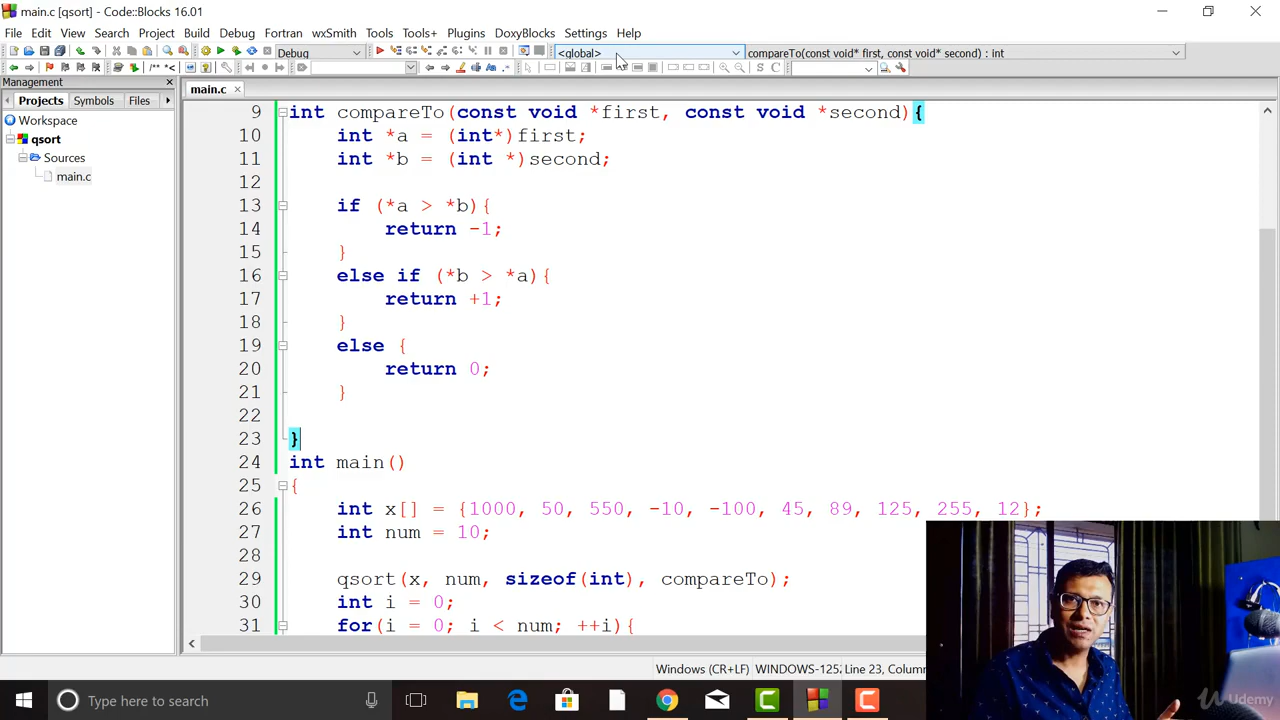 main.c [qsort] - Code::Blocks 16.01
File Edit View Search Project Build Debug Fortran wxSmith Tools Tools+ Plugins DoxyBlocks Settings Help
Debug <global> compareTo(const void* first, const void* second) : int
/** *<
Aa .* S C
Management
Projects Symbols Files
main.c
Workspace
qsort
Sources
main.c
9 int compareTo(const void *first, const void *second){
10 int *a = (int*)first;
11 int *b = (int *)second;
12
13 if (*a > *b){
14 return -1;
15 }
16 else if (*b > *a){
17 return +1;
18 }
19 else {
20 return 0;
21 }
22
23 }
24 int main()
25 {
26 int x[] = {1000, 50, 550, -10, -100, 45, 89, 125, 255, 12};
27 int num = 10;
28
29 qsort(x, num, sizeof(int), compareTo);
30 int i = 0;
31 for(i = 0; i < num; ++i){
Windows (CR+LF) WINDOWS-125 Line 23, Column
Type here to search
Udemy